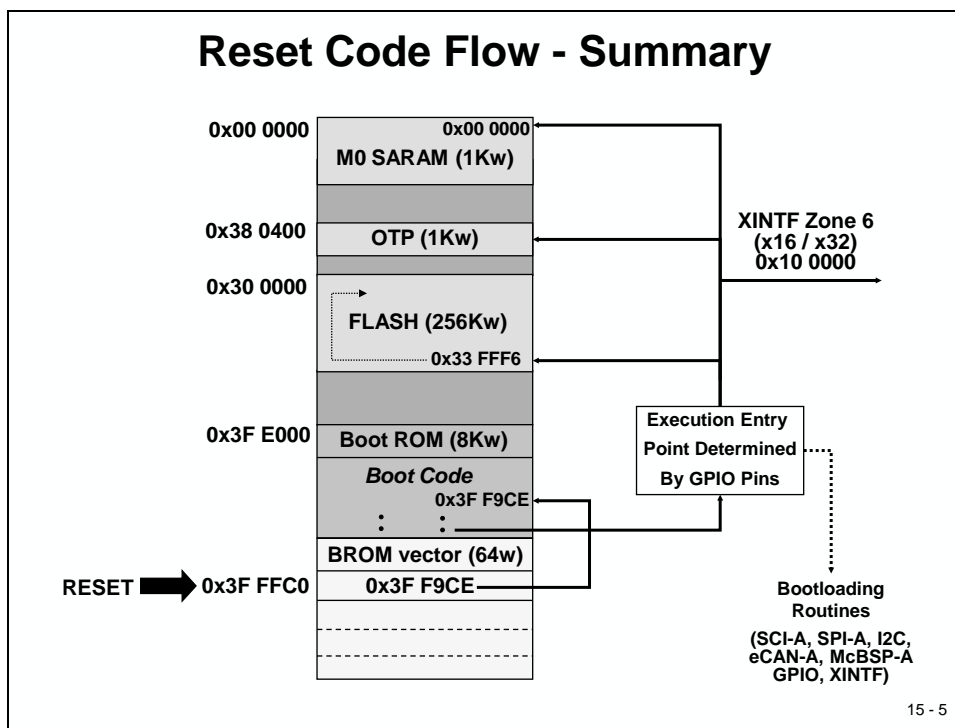 Reset Code Flow - Summary
0x00 0000
0x00 0000
M0 SARAM (1Kw)
0x38 0400
OTP (1Kw)
XINTF Zone 6
(x16 / x32)
0x10 0000
0x30 0000
FLASH (256Kw)
0x33 FFF6
Execution Entry
Point Determined
By GPIO Pins
0x3F E000
Boot ROM (8Kw)
Boot Code
0x3F F9CE
: :
BROM vector (64w)
RESET
0x3F FFC0
0x3F F9CE
Bootloading
Routines
(SCI-A, SPI-A, I2C,
eCAN-A, McBSP-A
GPIO, XINTF)
15 - 5